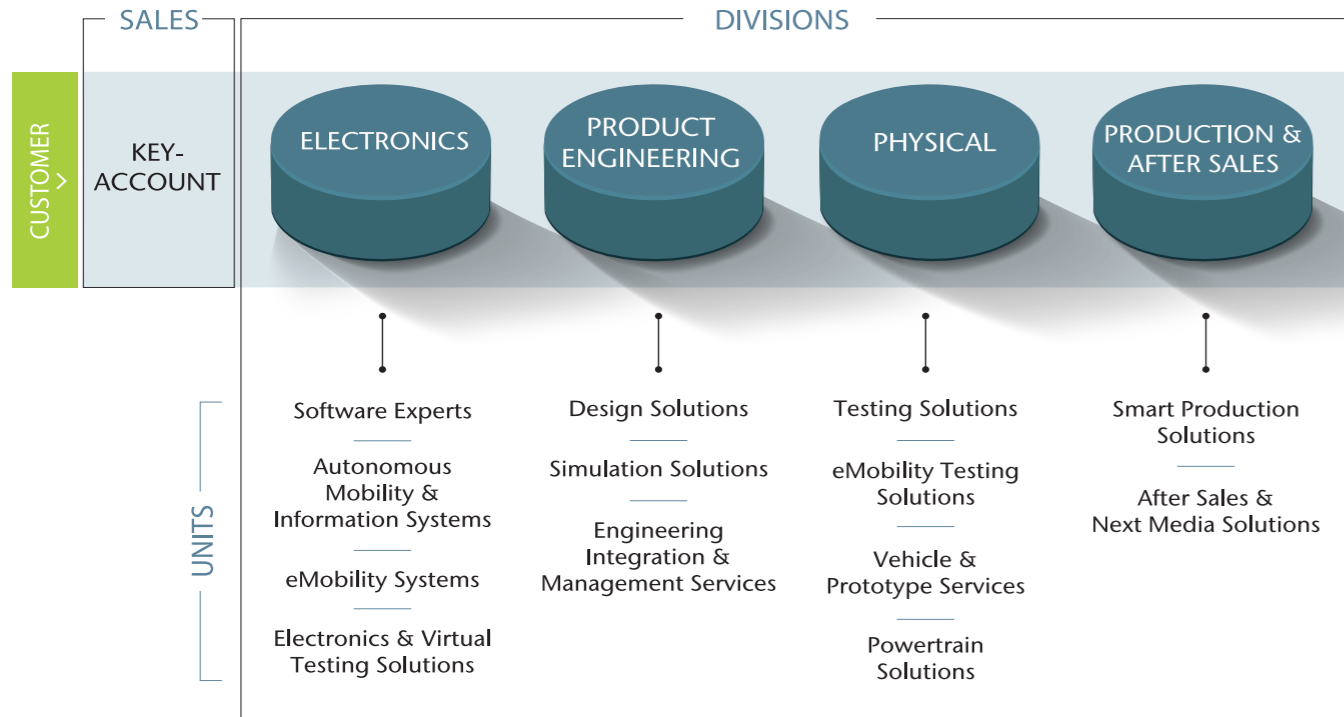 SALES
DIVISIONS
CUSTOMER
KEY-
ACCOUNT
ELECTRONICS
PRODUCT
ENGINEERING
PHYSICAL
PRODUCTION &
AFTER SALES
UNITS
Software Experts
Autonomous
Mobility &
Information Systems
eMobility Systems
Electronics & Virtual
Testing Solutions
Design Solutions
Simulation Solutions
Engineering
Integration &
Management Services
Testing Solutions
eMobility Testing
Solutions
Vehicle &
Prototype Services
Powertrain
Solutions
Smart Production
Solutions
After Sales &
Next Media Solutions